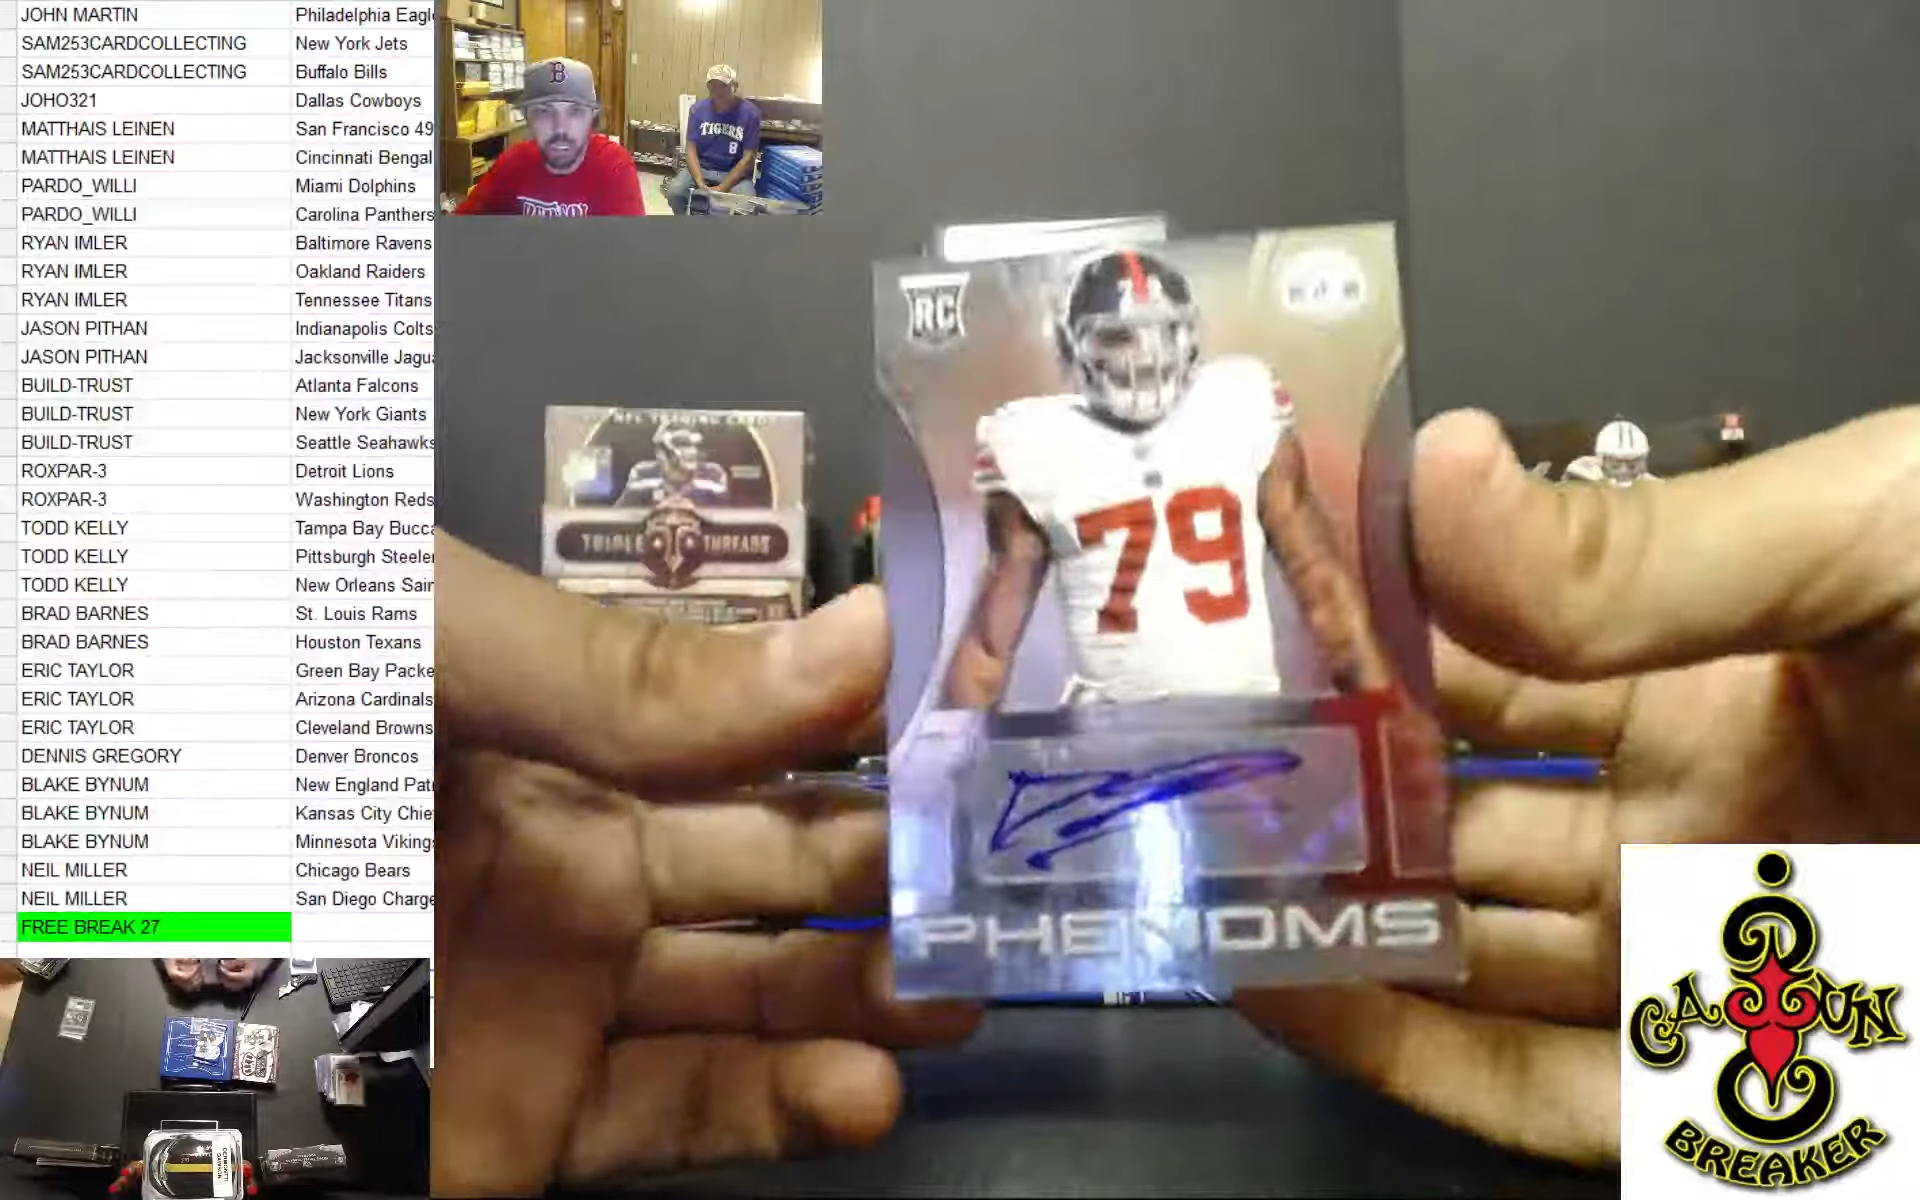 JOHN MARTIN Philadelphia Eagl
SAM253CARDCOLLECTING New York Jets
SAM253CARDCOLLECTING Buffalo Bills
JOHO321 Dallas Cowboys
MATTHAIS LEINEN San Francisco 49
MATTHAIS LEINEN Cincinnati Bengal
PARDO_WILLI Miami Dolphins
PARDO_WILLI Carolina Panthers
RYAN IMLER Baltimore Ravens
RYAN IMLER Oakland Raiders
RYAN IMLER Tennessee Titans
JASON PITHAN Indianapolis Colts
JASON PITHAN Jacksonville Jagu
BUILD-TRUST Atlanta Falcons
BUILD-TRUST New York Giants
BUILD-TRUST Seattle Seahawks
ROXPAR-3 Detroit Lions
ROXPAR-3 Washington Reds
TODD KELLY Tampa Bay Bucca
TODD KELLY Pittsburgh Steeler
TODD KELLY New Orleans Sain
BRAD BARNES St. Louis Rams
BRAD BARNES Houston Texans
ERIC TAYLOR Green Bay Packe
ERIC TAYLOR Arizona Cardinals
ERIC TAYLOR Cleveland Browns
DENNIS GREGORY Denver Broncos
BLAKE BYNUM New England Patr
BLAKE BYNUM Kansas City Chie
BLAKE BYNUM Minnesota Vikings
NEIL MILLER Chicago Bears
NEIL MILLER San Diego Charge
FREE BREAK 27
B
TIGERS
8
RC
79
PHENOMS
NFL TRADING CARDS
TRIPLE THREADS
CAJUN
BREAKER